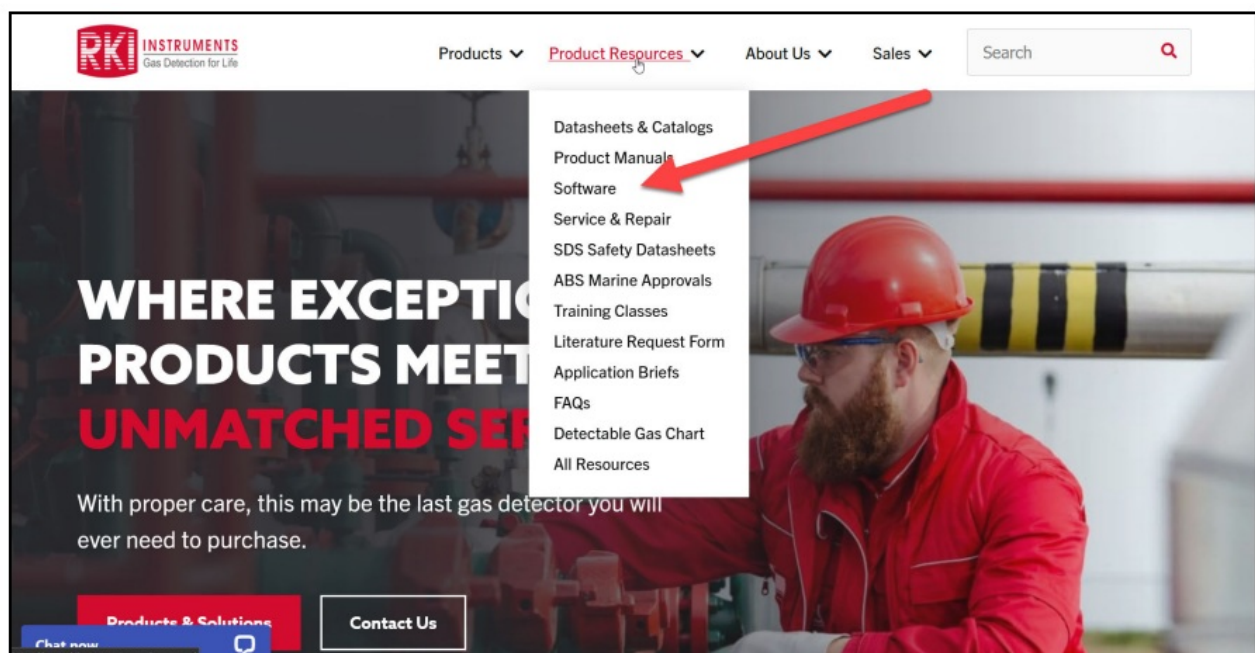 RKI INSTRUMENTS
Gas Detection for Life
Products
Product Resources
About Us
Sales
Search
Datasheets & Catalogs
Product Manuals
Software
Service & Repair
SDS Safety Datasheets
ABS Marine Approvals
Training Classes
Literature Request Form
Application Briefs
FAQs
Detectable Gas Chart
All Resources
WHERE EXCEPTIO
PRODUCTS MEET
UNMATCHED SER
With proper care, this may be the last gas detector you will
ever need to purchase.
Products & Solutions
Contact Us
Chat now